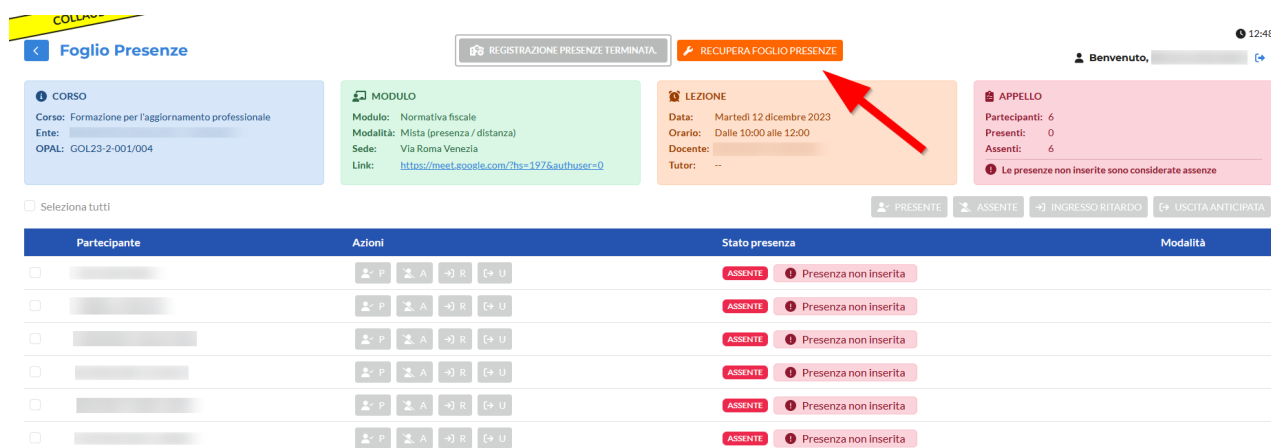 COLLAU
12:48
Foglio Presenze
REGISTRAZIONE PRESENZE TERMINATA.
RECUPERA FOGLIO PRESENZE
Benvenuto,
CORSO
Corso: Formazione per l'aggiornamento professionale
Ente:
OPAL: GOL23-2-001/004
MODULO
Modulo: Normativa fiscale
Modalità: Mista (presenza / distanza)
Sede: Via Roma Venezia
Link: https://meet.google.com/?hs=197&authuser=0
LEZIONE
Data: Martedì 12 dicembre 2023
Orario: Dalle 10:00 alle 12:00
Docente:
Tutor: --
APPELLO
Partecipanti: 6
Presenti: 0
Assenti: 6
Le presenze non inserite sono considerate assenze
Seleziona tutti
PRESENTE ASSENTE INGRESSO RITARDO USCITA ANTICIPATA
Partecipante Azioni Stato presenza Modalità
P A R U ASSENTE Presenza non inserita
P A R U ASSENTE Presenza non inserita
P A R U ASSENTE Presenza non inserita
P A R U ASSENTE Presenza non inserita
P A R U ASSENTE Presenza non inserita
P A R U ASSENTE Presenza non inserita